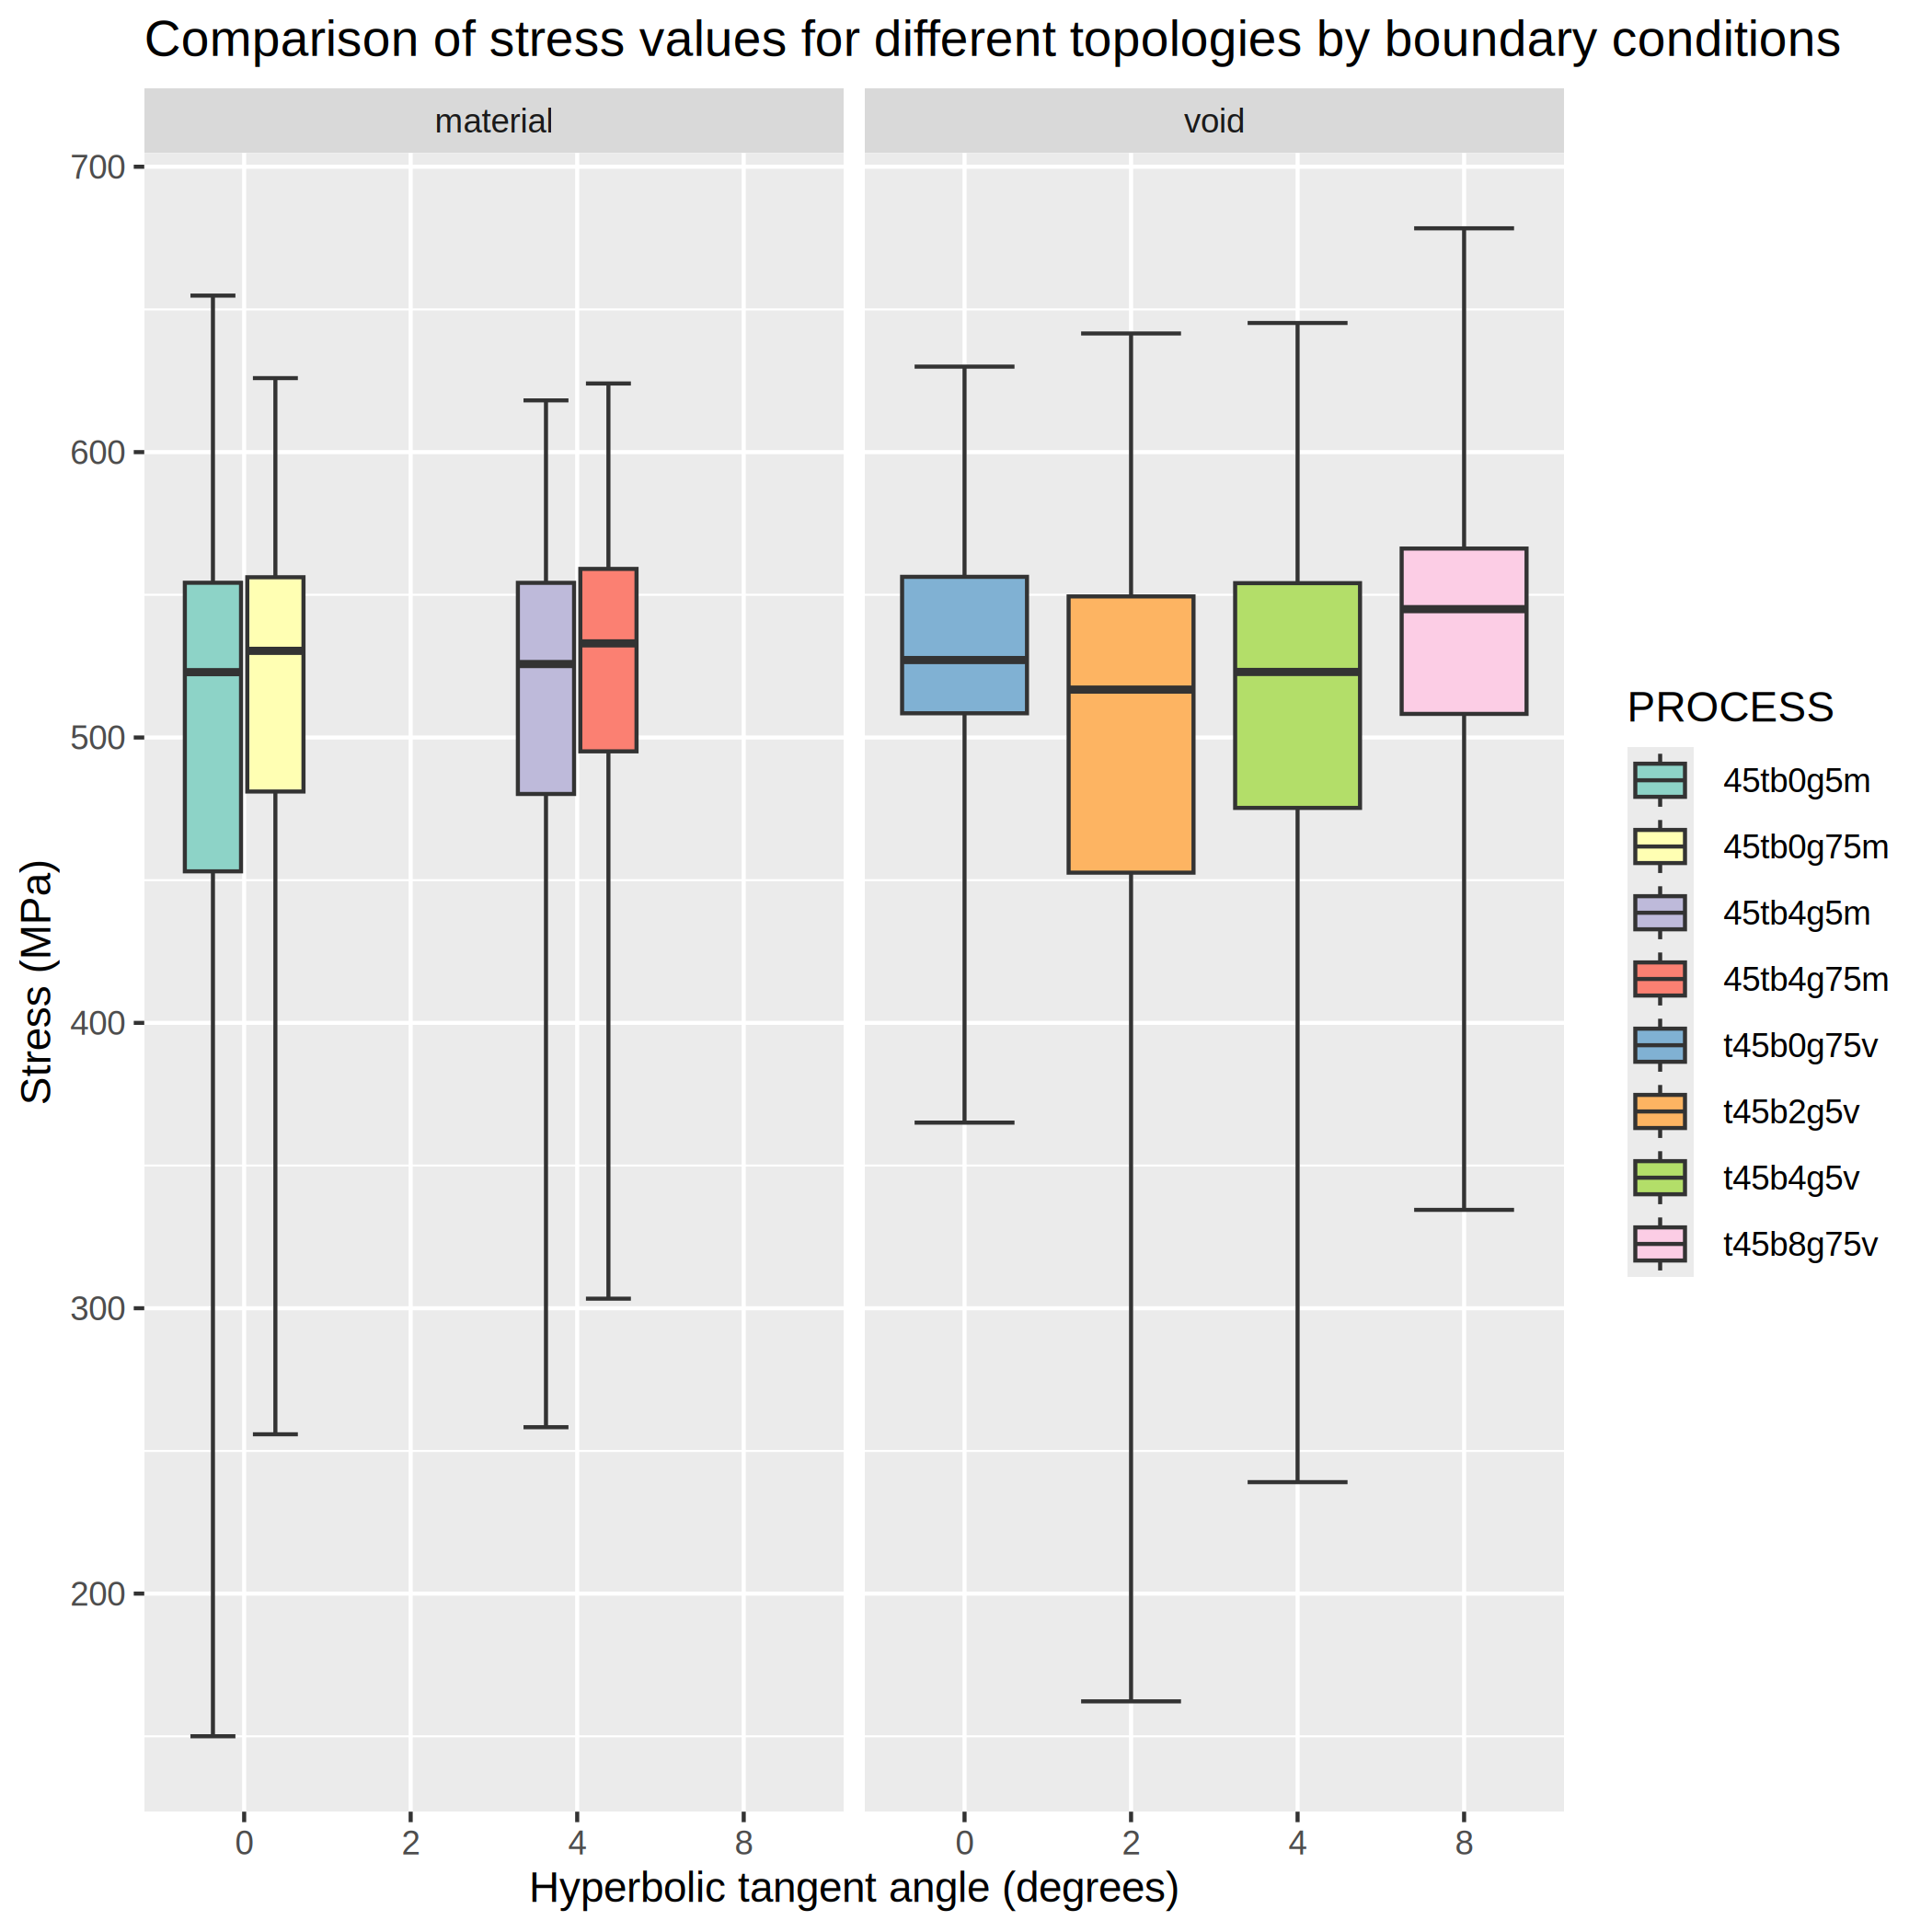 Comparison of stress values for different topologies by boundary conditions
material
void
700
600
500
400
300
200
Stress (MPa)
0 2 4 8
0 2 4 8
Hyperbolic tangent angle (degrees)
PROCESS
45tb0g5m
45tb0g75m
45tb4g5m
45tb4g75m
t45b0g75v
t45b2g5v
t45b4g5v
t45b8g75v